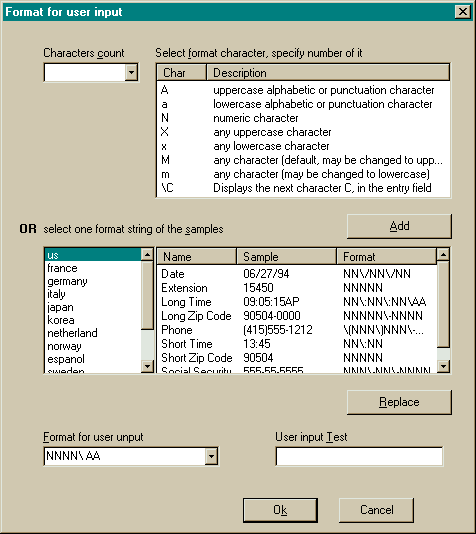 Format for user input
Characters count
Select format character, specify number of it
Char Description
A uppercase alphabetic or punctuation character
a lowercase alphabetic or punctuation character
N numeric character
X any uppercase character
x any lowercase character
M any character (default, may be changed to upp...
m any character (may be changed to lowercase)
\C Displays the next character C, in the entry field
Add
OR select one format string of the samples
us
france
germany
italy
japan
korea
netherland
norway
espanol
sweden
Name Sample Format
Date 06/27/94 NN\/NN\/NN
Extension 15450 NNNNN
Long Time 09:05:15AP NN\:NN\:NN\AA
Long Zip Code 90504-0000 NNNNN\-NNNN
Phone (415)555-1212 \(NNN\)NNN\-...
Short Time 13:45 NN\:NN
Short Zip Code 90504 NNNNN
Social Security 555-55-5555 NNN\-NN\-NNNN
Replace
Format for user unput
NNNN\ AA
User input Test
Ok
Cancel